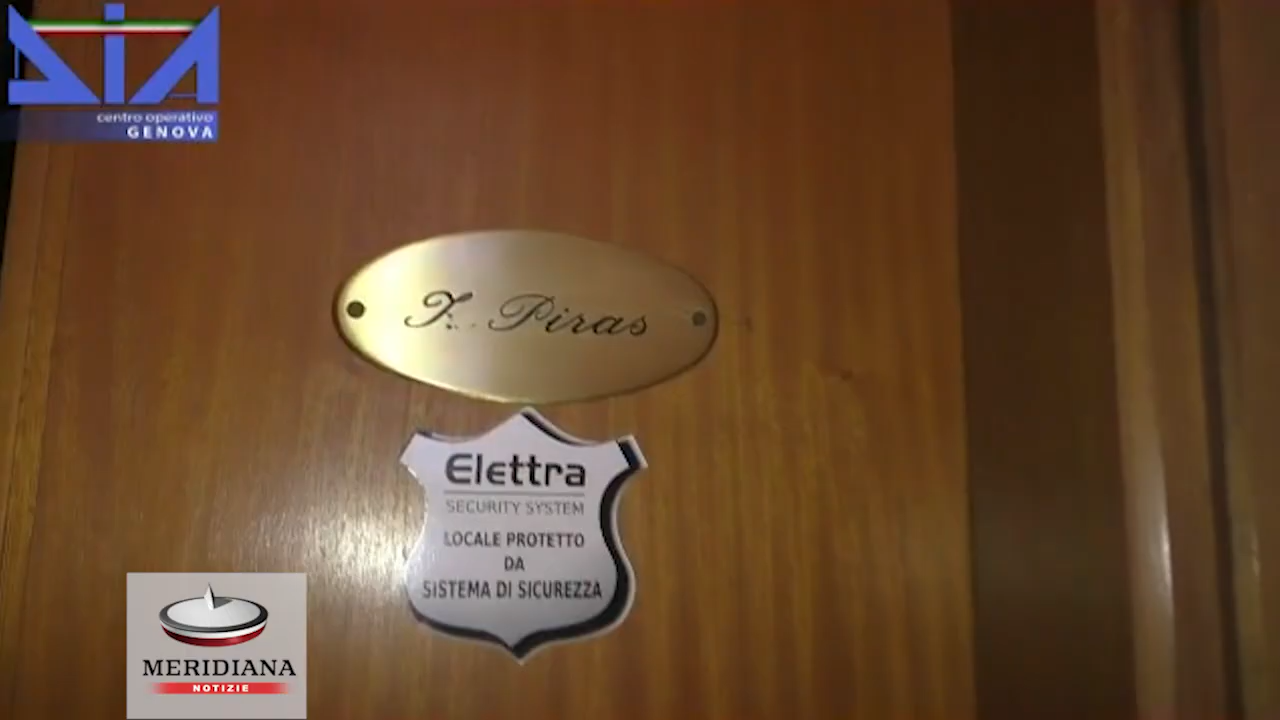 DIA
centro operativo
GENOVA
Piras
Elettra
SECURITY SYSTEM
LOCALE PROTETTO
DA
SISTEMA DI SICUREZZA
MERIDIANA
NOTIZIE